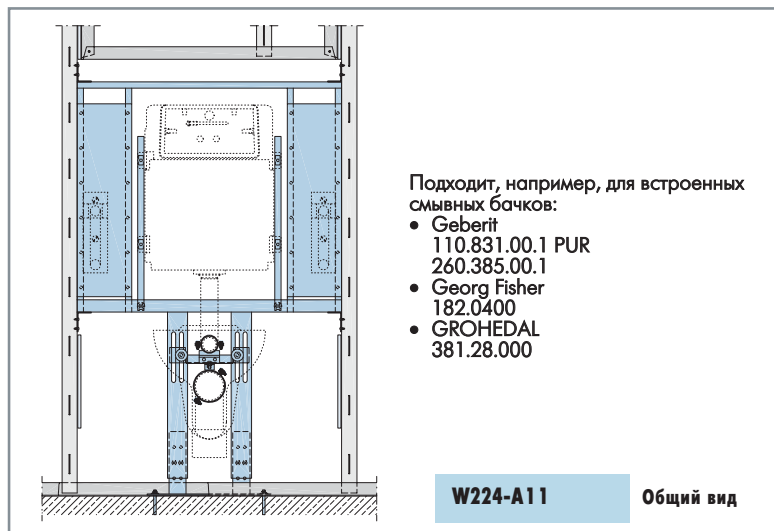 Подходит, например, для встроенных
смывных бачков:
• Geberit
110.831.00.1 PUR
260.385.00.1
• Georg Fisher
182.0400
• GROHEDAL
381.28.000
W224-A11 Общий вид